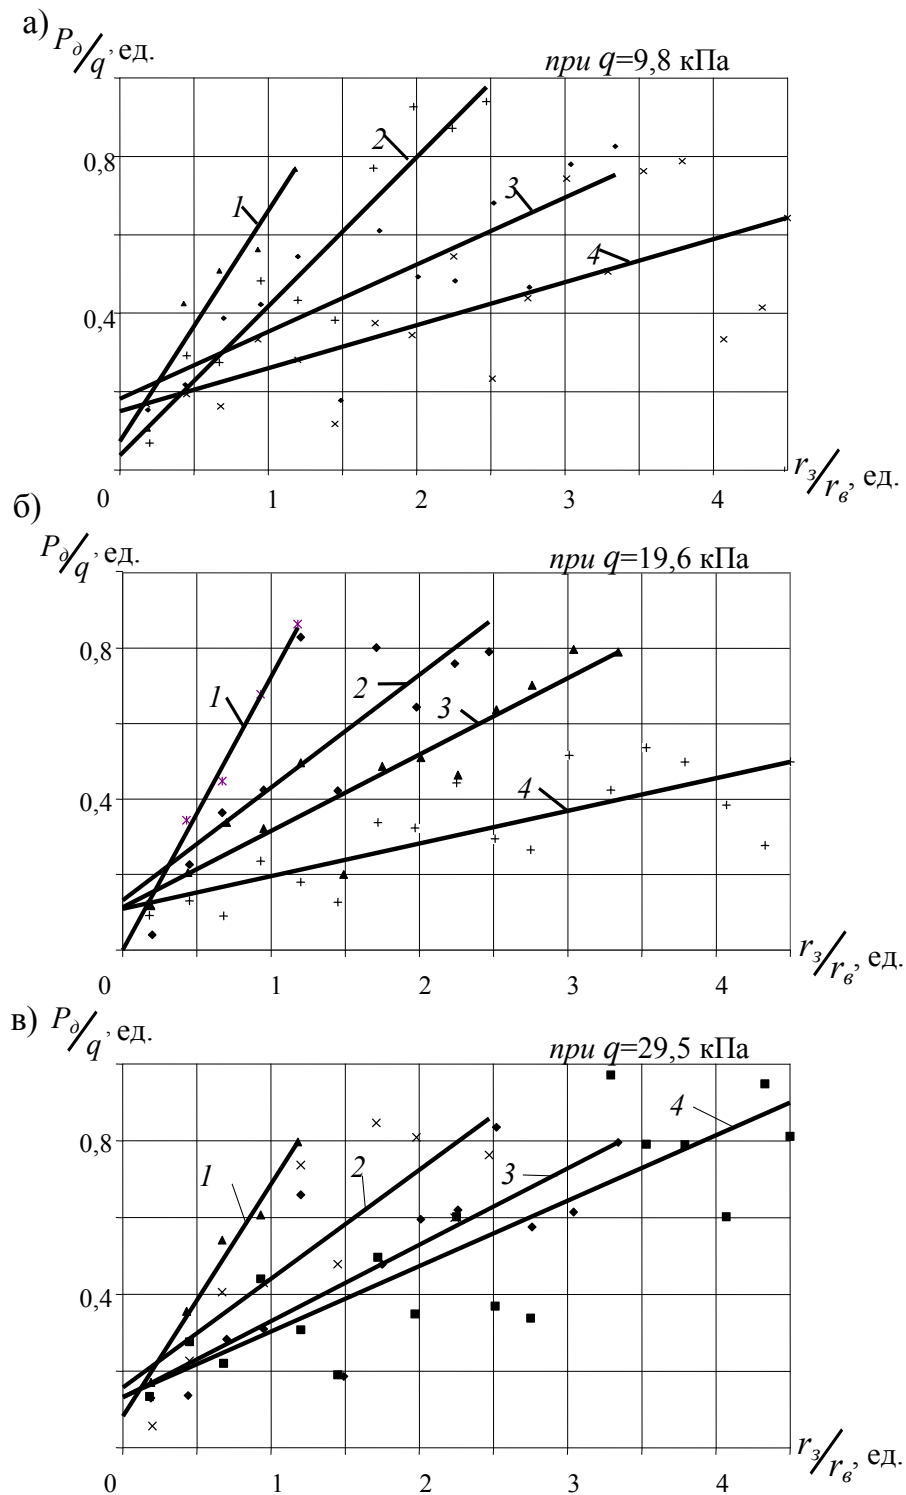 а) Pд/q, ед.
при q=9,8 кПа
2
0,8
3
1
4
0,4
0 1 2 3 4 rз/rв, ед.
б)
Pд/q, ед.
при q=19,6 кПа
0,8
1 2
3
4
0,4
0 1 2 3 4 rз/rв, ед.
в) Pд/q, ед.
при q=29,5 кПа
4
0,8
1 2 3
0,4
0 1 2 3 4 rз/rв, ед.